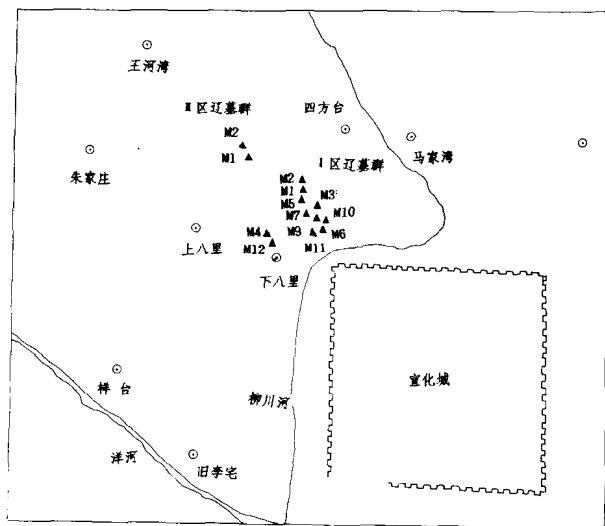 王河湾
Ⅱ区辽墓群
四方台
M2
M1
马家湾
朱家庄
Ⅰ区辽墓群
M2
M1
M3
M5
M7
M10
上八里
M4
M9
M6
M12
M11
下八里
宣化城
样台
柳川河
洋河
旧李宅